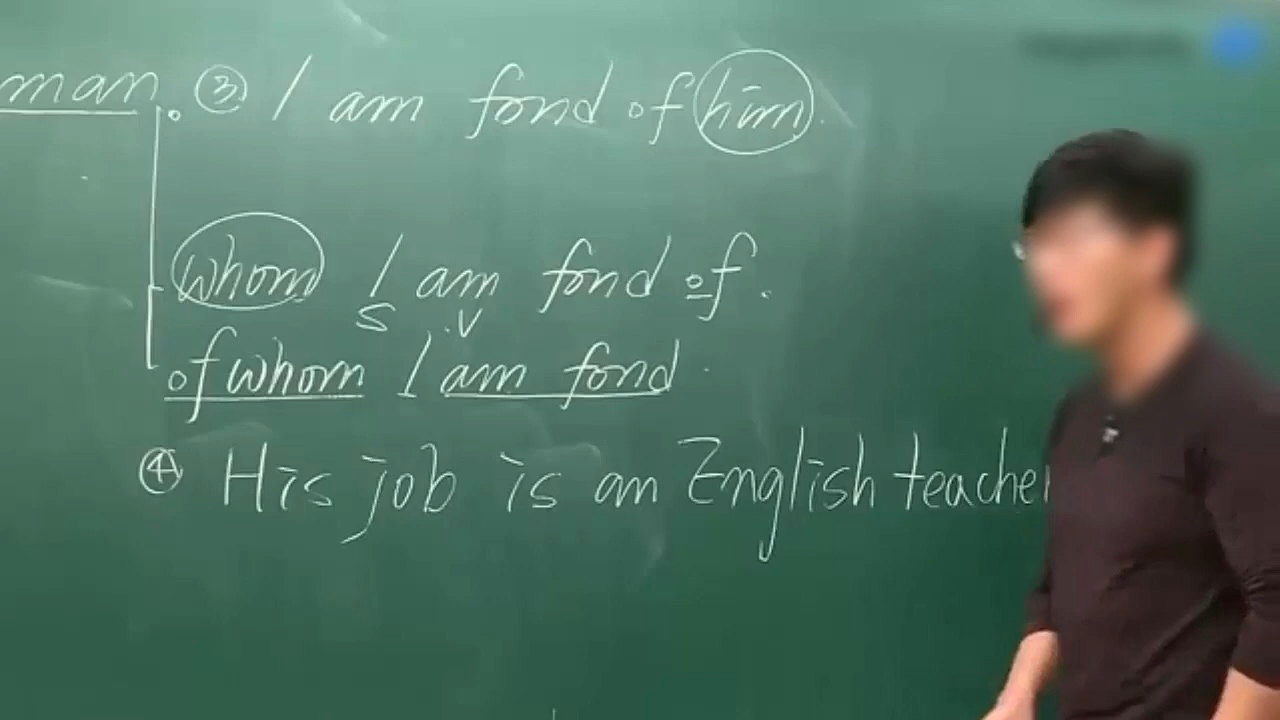 man. ③ I am fond of him.
whom I am fond of.
S V
of whom I am fond.
④ His job is an English teacher